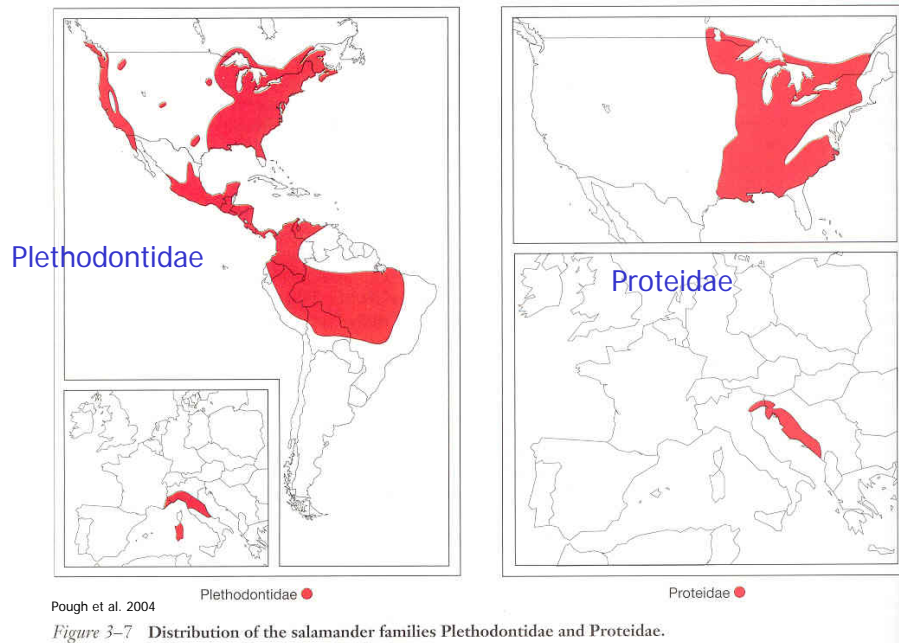 Plethodontidae
Proteidae
Plethodontidae
Proteidae
Pough et al. 2004
Figure 3–7 Distribution of the salamander families Plethodontidae and Proteidae.